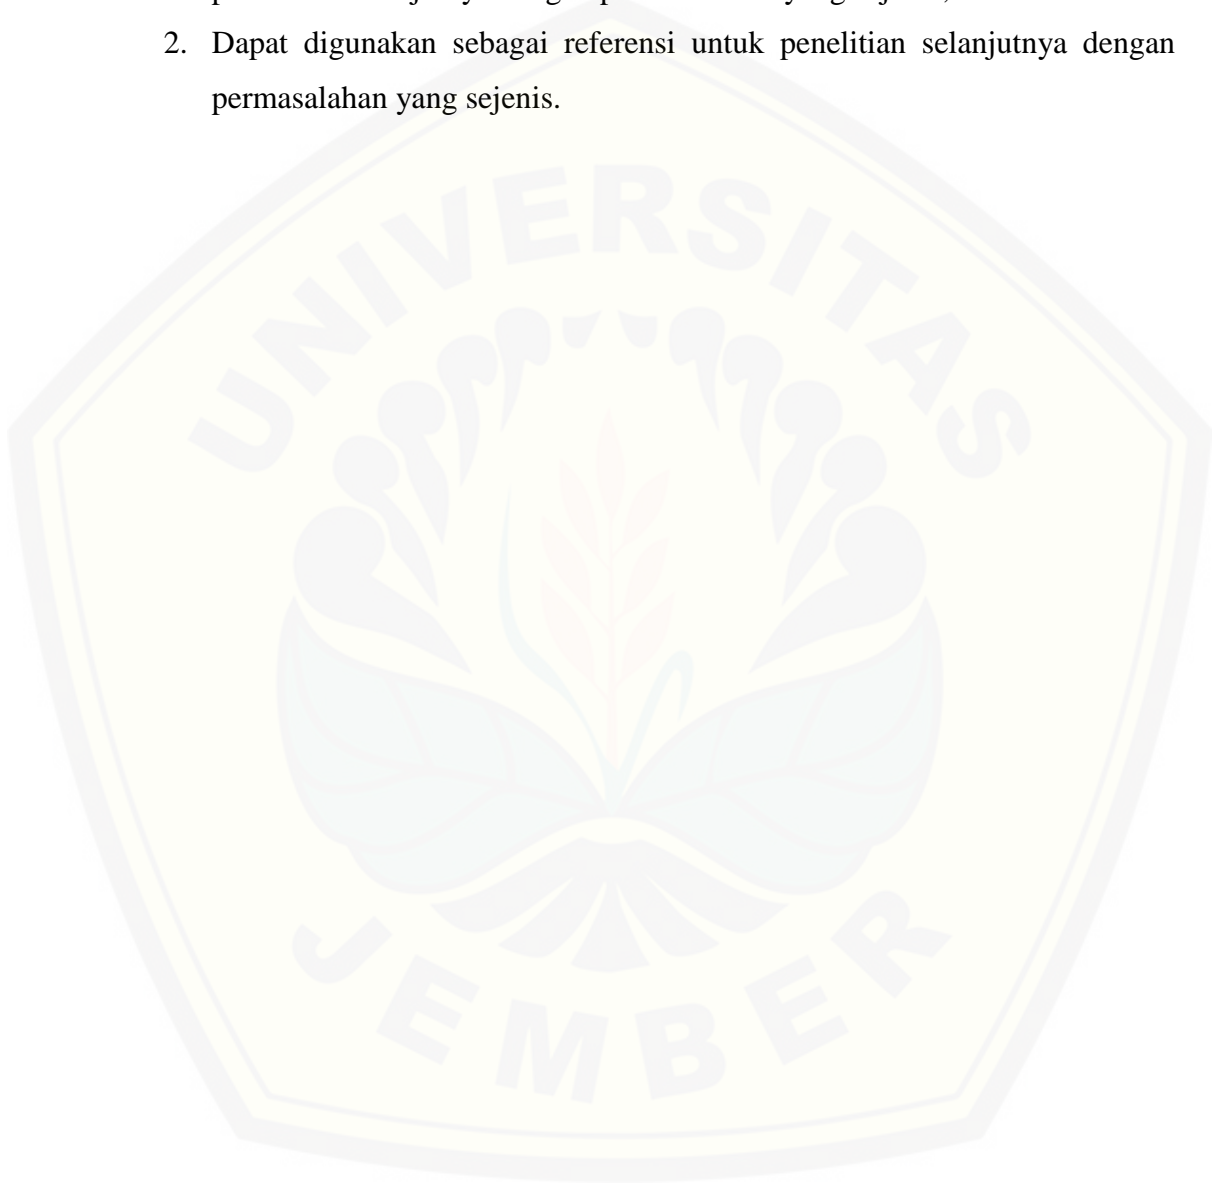 2. Dapat digunakan sebagai referensi untuk penelitian selanjutnya dengan
permasalahan yang sejenis.
UNIVERSITAS
JEMBER